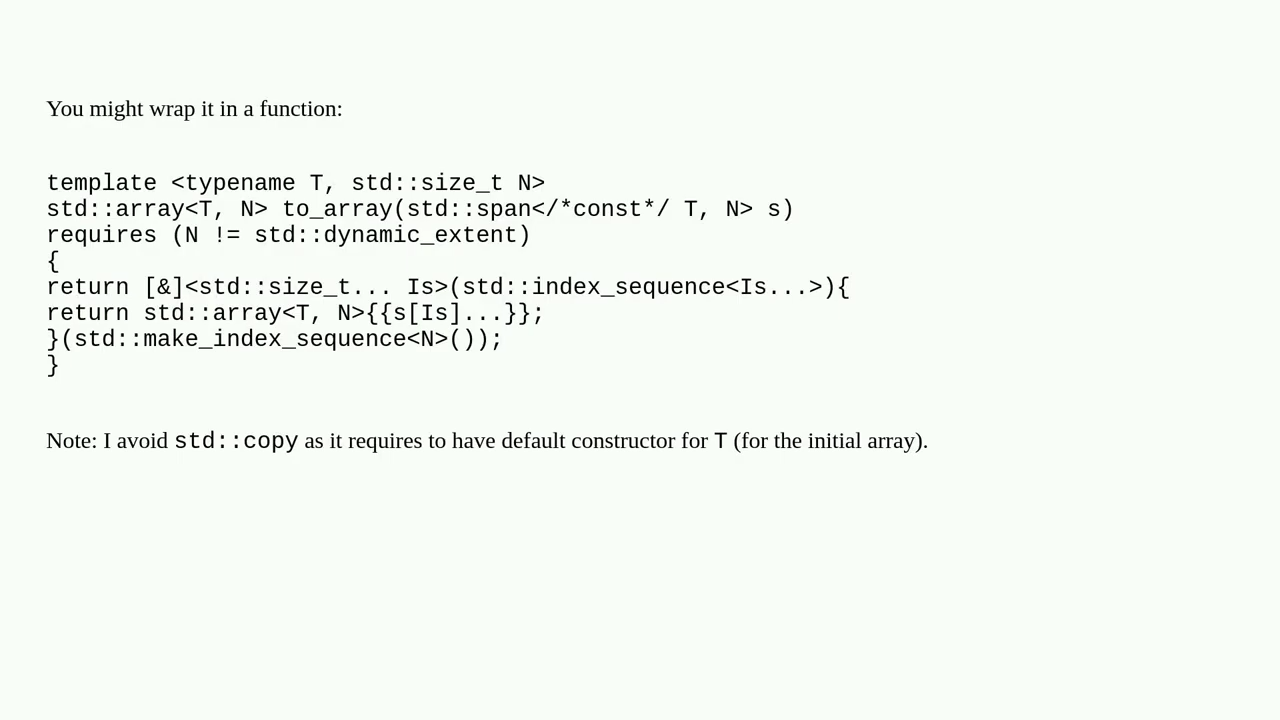 You might wrap it in a function:
template <typename T, std::size_t N>
std::array<T, N> to_array(std::span</*const*/ T, N> s)
requires (N != std::dynamic_extent)
{
return [&]<std::size_t... Is>(std::index_sequence<Is...>){
return std::array<T, N>{{s[Is]...}};
}(std::make_index_sequence<N>());
}
Note: I avoid std::copy as it requires to have default constructor for T (for the initial array).